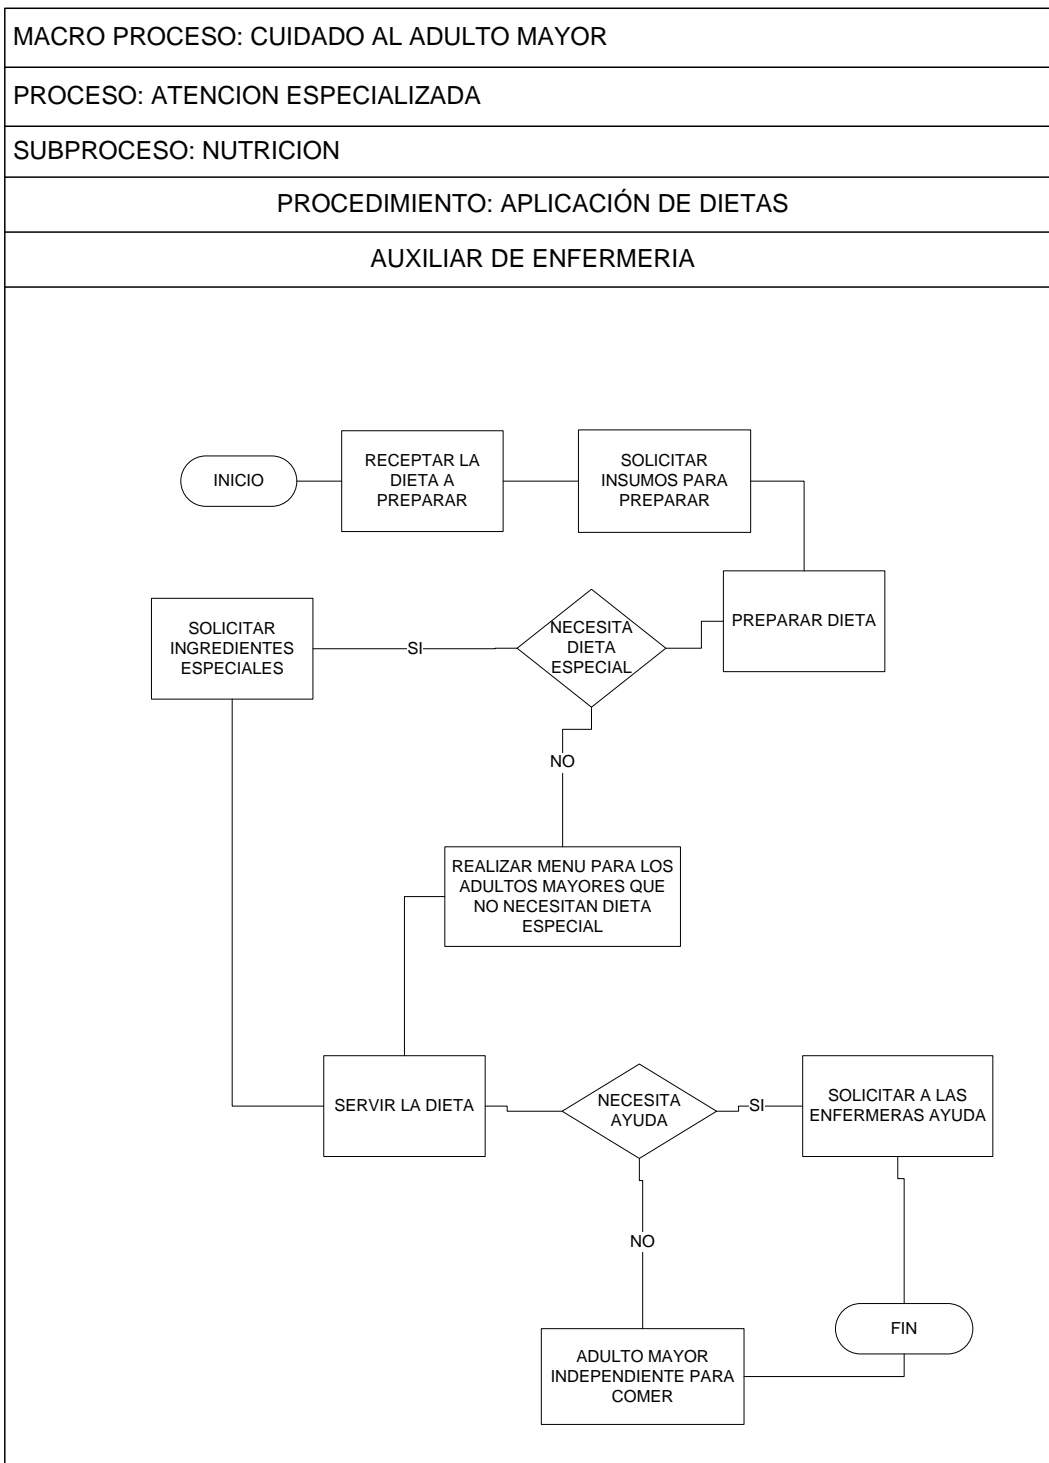 MACRO PROCESO: CUIDADO AL ADULTO MAYOR
PROCESO: ATENCION ESPECIALIZADA
SUBPROCESO: NUTRICION
PROCEDIMIENTO: APLICACIÓN DE DIETAS
AUXILIAR DE ENFERMERIA
INICIO
RECEPTAR LA
DIETA A
PREPARAR
SOLICITAR
INSUMOS PARA
PREPARAR
PREPARAR DIETA
NECESITA
DIETA
ESPECIAL
SI
SOLICITAR
INGREDIENTES
ESPECIALES
NO
REALIZAR MENU PARA LOS
ADULTOS MAYORES QUE
NO NECESITAN DIETA
ESPECIAL
SERVIR LA DIETA
NECESITA
AYUDA
SI
SOLICITAR A LAS
ENFERMERAS AYUDA
NO
ADULTO MAYOR
INDEPENDIENTE PARA
COMER
FIN